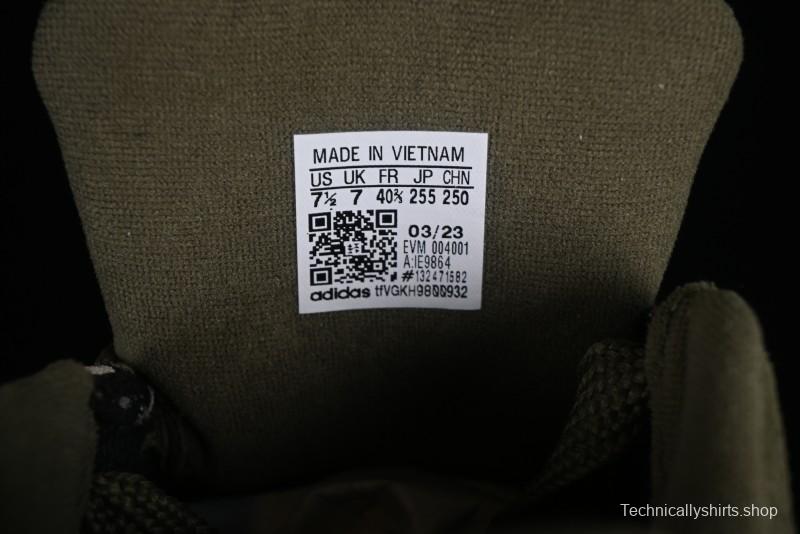 MADE IN VIETNAM
US UK FR JP CHN
7½ 7 40⅔ 255 250
03/23
EVM 004001
A:IE9864
#132471582
adidas tfVGKH9800932
Technicallyshirts.shop